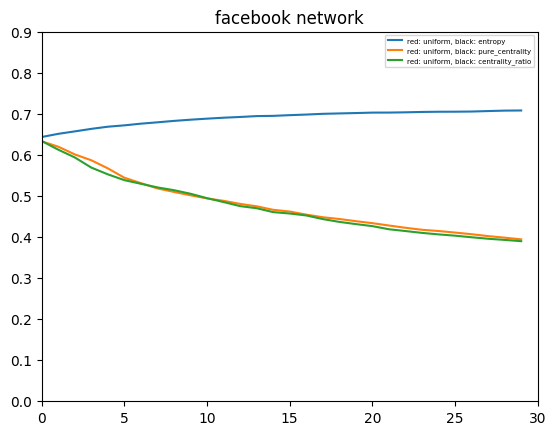 facebook network
red: uniform, black: entropy
red: uniform, black: pure_centrality
red: uniform, black: centrality_ratio
0.9
0.8
0.7
0.6
0.5
0.4
0.3
0.2
0.1
0.0
0 5 10 15 20 25 30